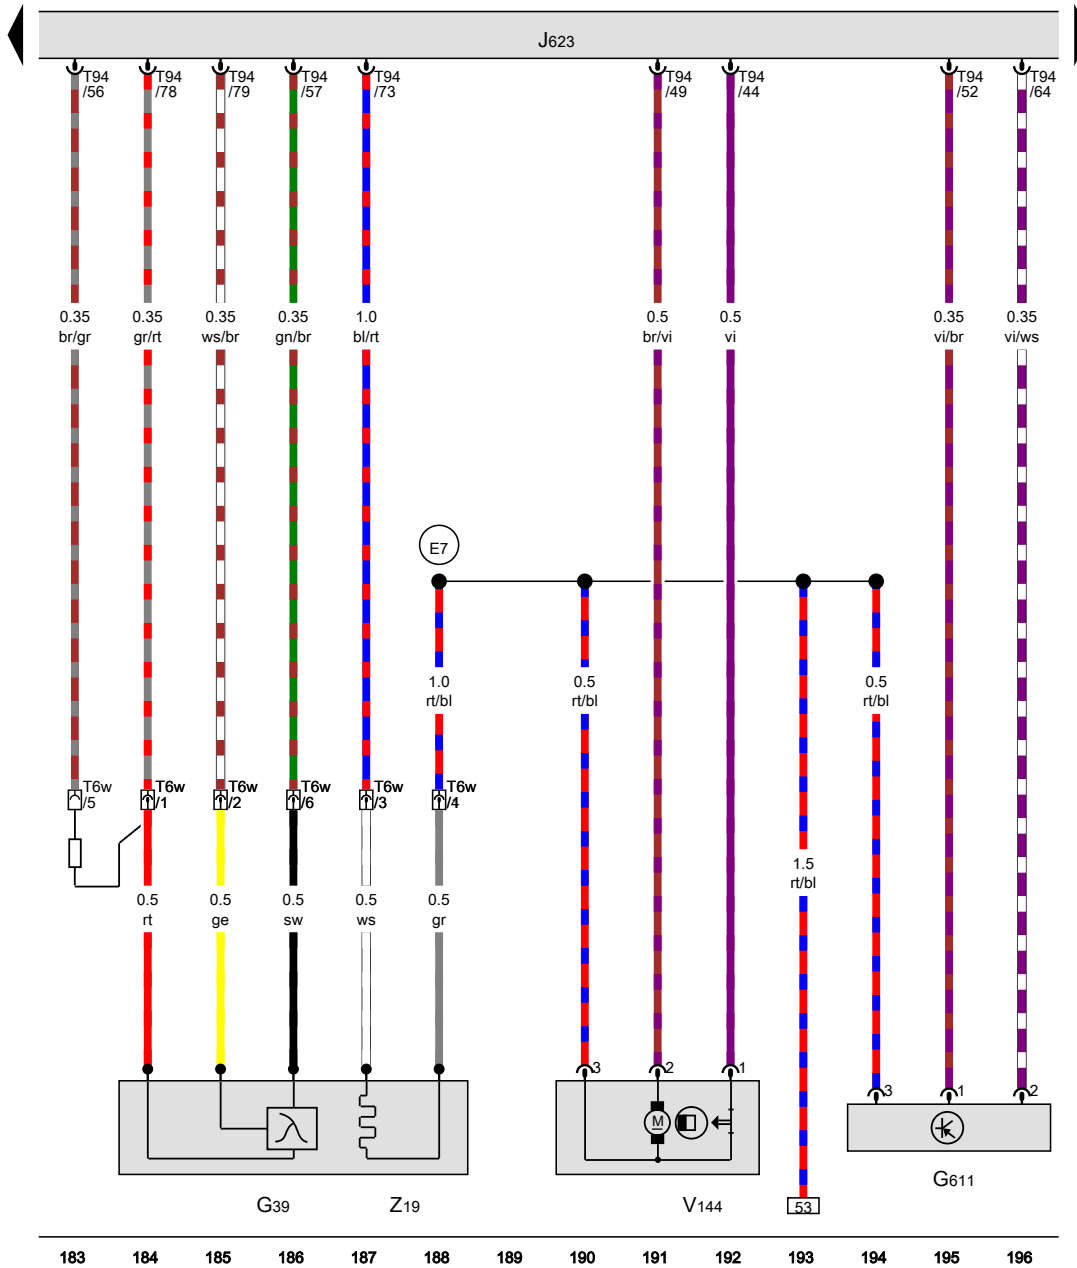 J623
T94 T94 T94 T94 T94 T94 T94 T94 T94
/56 /78 /79 /57 /73 /49 /44 /52 /64
0.35 0.35 0.35 0.35 1.0 0.5 0.5 0.35 0.35
br/gr gr/rt ws/br gn/br bl/rt br/vi vi vi/br vi/ws
E7
1.0 0.5 0.5
rt/bl rt/bl rt/bl
T6w T6w T6w T6w T6w T6w
/5 /1 /2 /6 /3 /4
1.5
rt/bl
0.5 0.5 0.5 0.5 0.5
rt ge sw ws gr
3 2 1
3 1 2
M
G39 Z19 V144 53 G611
183 184 185 186 187 188 189 190 191 192 193 194 195 196